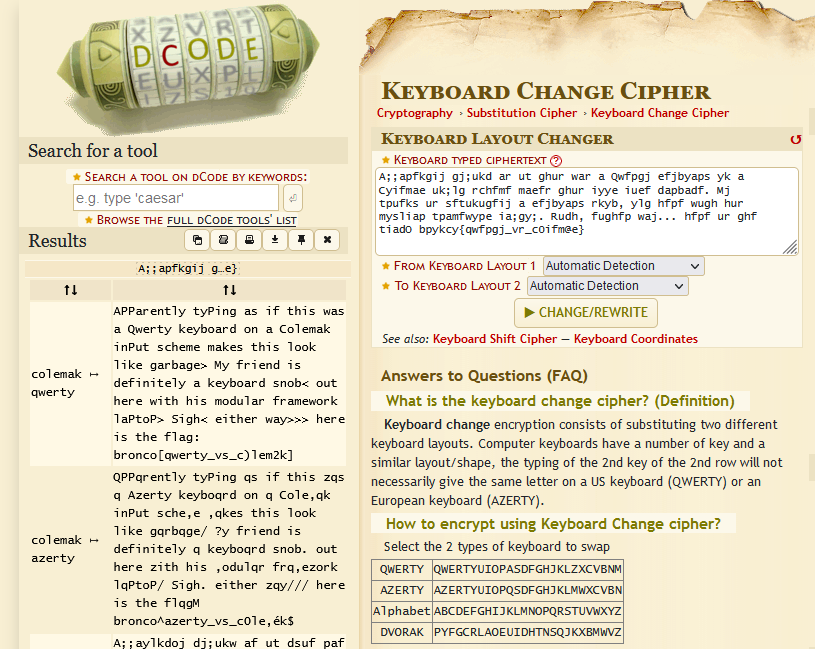 DCODE
Search for a tool
★ SEARCH A TOOL ON DCODE BY KEYWORDS:
e.g. type 'caesar'
★ BROWSE THE FULL DCODE TOOLS' LIST
Results
A;;apfkgij g…e}
↑↓ ↑↓
colemak ↔
qwerty
APParently tyPing as if this was
a Qwerty keyboard on a Colemak
inPut scheme makes this look
like garbage> My friend is
definitely a keyboard snob< out
here with his modular framework
laPtoP> Sigh< either way>>> here
is the flag:
bronco[qwerty_vs_c)lem2k]
colemak ↔
azerty
QPPqrently tyPing qs if this zqs
q Azerty keyboqrd on q Cole,qk
inPut sche,e ,qkes this look
like gqrbqge/ ?y friend is
definitely q keyboqrd snob. out
here zith his ,odulqr frq,ezork
lqPtoP/ Sigh. either zqy/// here
is the flqgM
bronco^azerty_vs_cOle,ék$
A;;aylkdoj dj;ukw af ut dsuf paf
KEYBOARD CHANGE CIPHER
Cryptography › Substitution Cipher › Keyboard Change Cipher
KEYBOARD LAYOUT CHANGER
★ KEYBOARD TYPED CIPHERTEXT ?
A;;apfkgij gj;ukd ar ut ghur war a Qwfpgj efjbyaps yk a
Cyifmae uk;lg rchfmf maefr ghur iyye iuef dapbadf. Mj
tpufks ur sftukugfij a efjbyaps rkyb, ylg hfpf wugh hur
mysliap tpamfwype ia;gy;. Rudh, fughfp waj... hfpf ur ghf
tiadO bpykcy{qwfpgj_vr_cOifm@e}
★ FROM KEYBOARD LAYOUT 1 Automatic Detection
★ TO KEYBOARD LAYOUT 2 Automatic Detection
▶ CHANGE/REWRITE
See also: Keyboard Shift Cipher — Keyboard Coordinates
Answers to Questions (FAQ)
What is the keyboard change cipher? (Definition)
Keyboard change encryption consists of substituting two different
keyboard layouts. Computer keyboards have a number of key and a
similar layout/shape, the typing of the 2nd key of the 2nd row will not
necessarily give the same letter on a US keyboard (QWERTY) or an
European keyboard (AZERTY).
How to encrypt using Keyboard Change cipher?
Select the 2 types of keyboard to swap
QWERTY QWERTYUIOPASDFGHJKLZXCVBNM
AZERTY AZERTYUIOPQSDFGHJKLMWXCVBN
Alphabet ABCDEFGHIJKLMNOPQRSTUVWXYZ
DVORAK PYFGCRLAOEUIDHTNSQJKXBMWVZ